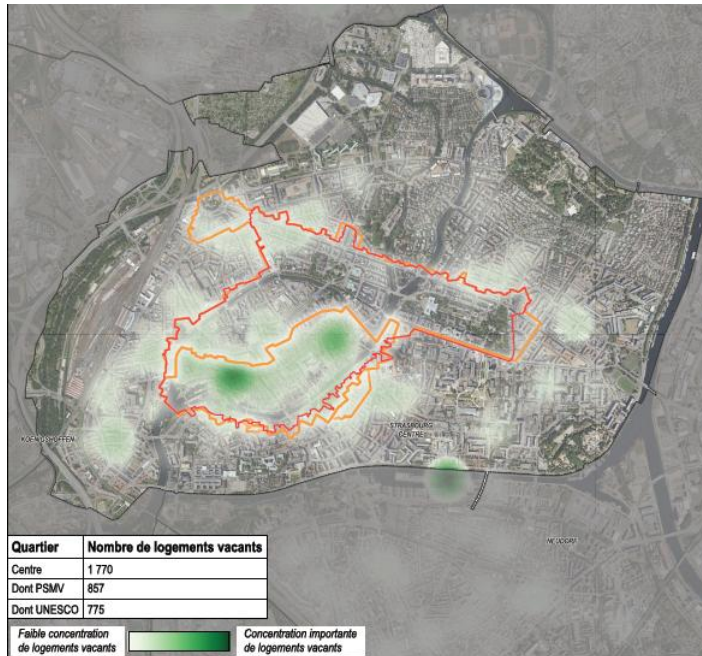 KOENIGSHOFFEN
STRASBOURG
CENTRE
NEUDORF
Quartier Nombre de logements vacants
Centre 1 770
Dont PSMV 857
Dont UNESCO 775
Faible concentration
de logements vacants
Concentration importante
de logements vacants